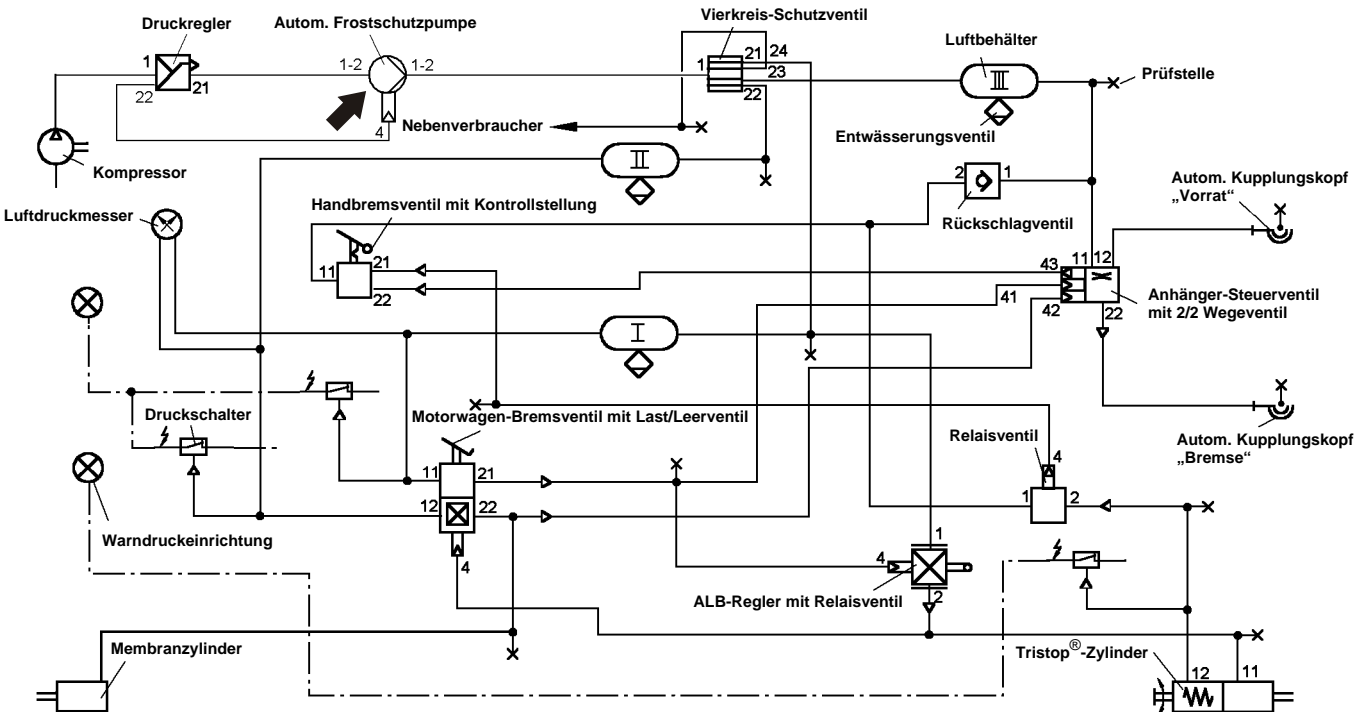 Druckregler
Autom. Frostschutzpumpe
Vierkreis-Schutzventil
Luftbehälter
1
1-2
1-2
1
21
24
23
22
III
Prüfstelle
22
21
4
Nebenverbraucher
Entwässerungsventil
Kompressor
II
2
1
Autom. Kupplungskopf
„Vorrat“
Luftdruckmesser
Handbremsventil mit Kontrollstellung
Rückschlagventil
11
21
22
43
11
12
41
42
22
Anhänger-Steuerventil
mit 2/2 Wegeventil
I
Druckschalter
Motorwagen-Bremsventil mit Last/Leerventil
Relaisventil
Autom. Kupplungskopf
„Bremse“
4
11
21
12
22
4
1
2
Warndruckeinrichtung
1
4
2
ALB-Regler mit Relaisventil
Membranzylinder
Tristop®-Zylinder
12
11